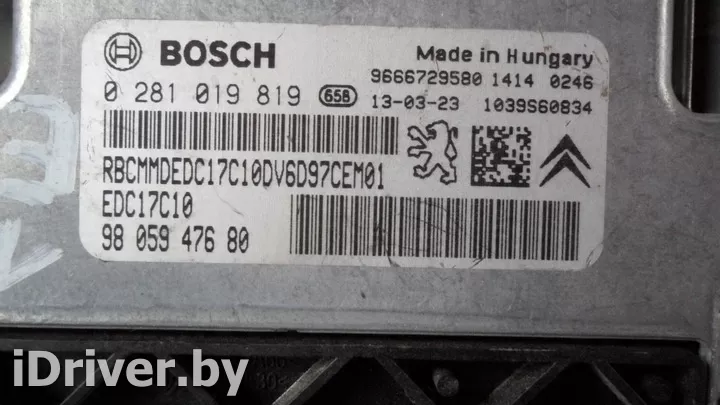 BOSCH
Made in Hungary
9666729580 1414 0246
0 281 019 819 658 13-03-23 1039S60834
RBCMMDEDC17C10DV6D97CEM01
EDC17C10
98 059 476 80
iDriver.by